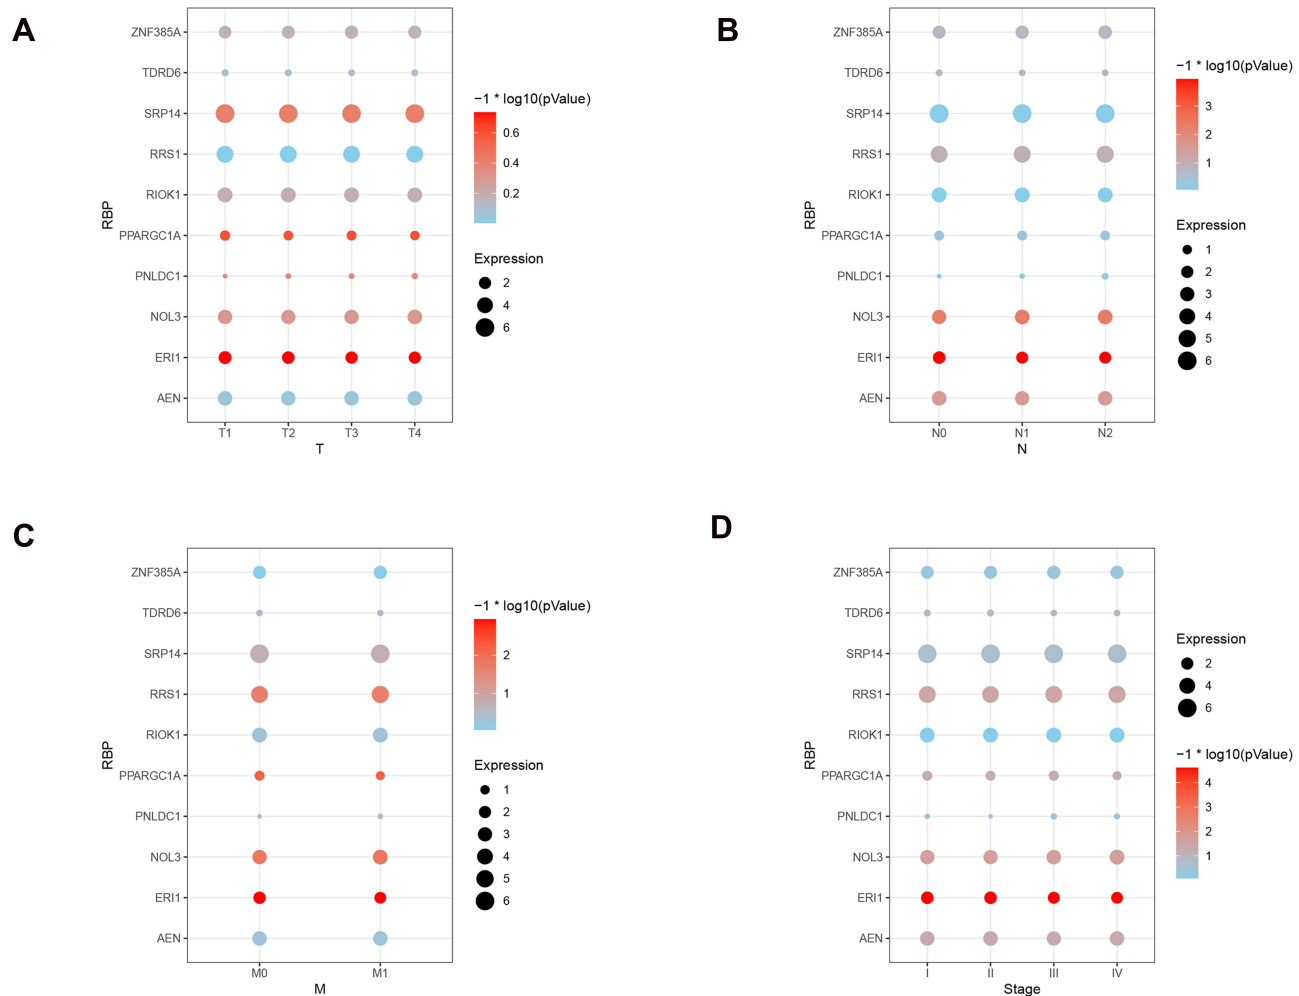 A
ZNF385A
TDRD6
SRP14
RRS1
RIOK1
PPARGC1A
PNLDC1
NOL3
ERI1
AEN
RBP
T1 T2 T3 T4
T
−1 * log10(pValue)
0.6
0.4
0.2
Expression
2
4
6
B
ZNF385A
TDRD6
SRP14
RRS1
RIOK1
PPARGC1A
PNLDC1
NOL3
ERI1
AEN
RBP
N0 N1 N2
N
−1 * log10(pValue)
3
2
1
Expression
1
2
3
4
5
6
C
ZNF385A
TDRD6
SRP14
RRS1
RIOK1
PPARGC1A
PNLDC1
NOL3
ERI1
AEN
RBP
M0 M1
M
−1 * log10(pValue)
2
1
Expression
1
2
3
4
5
6
D
ZNF385A
TDRD6
SRP14
RRS1
RIOK1
PPARGC1A
PNLDC1
NOL3
ERI1
AEN
RBP
I II III IV
Stage
Expression
2
4
6
−1 * log10(pValue)
4
3
2
1